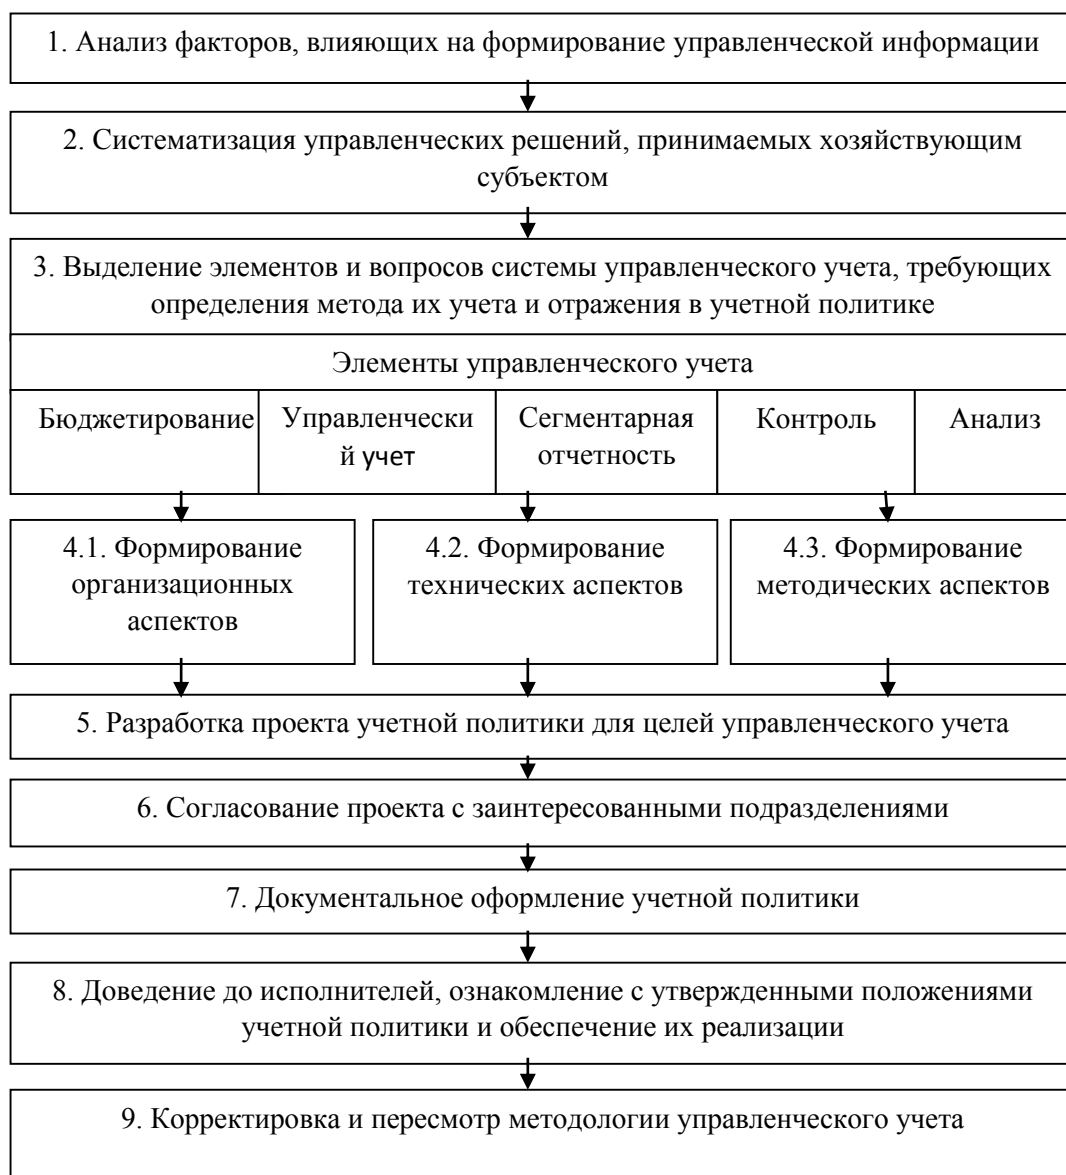 1. Анализ факторов, влияющих на формирование управленческой информации
2. Систематизация управленческих решений, принимаемых хозяйствующим
субъектом
3. Выделение элементов и вопросов системы управленческого учета, требующих
определения метода их учета и отражения в учетной политике
Элементы управленческого учета
Бюджетирование
Управленчески
й учет
Сегментарная
отчетность
Контроль
Анализ
4.1. Формирование
организационных
аспектов
4.2. Формирование
технических аспектов
4.3. Формирование
методических аспектов
5. Разработка проекта учетной политики для целей управленческого учета
6. Согласование проекта с заинтересованными подразделениями
7. Документальное оформление учетной политики
8. Доведение до исполнителей, ознакомление с утвержденными положениями
учетной политики и обеспечение их реализации
9. Корректировка и пересмотр методологии управленческого учета